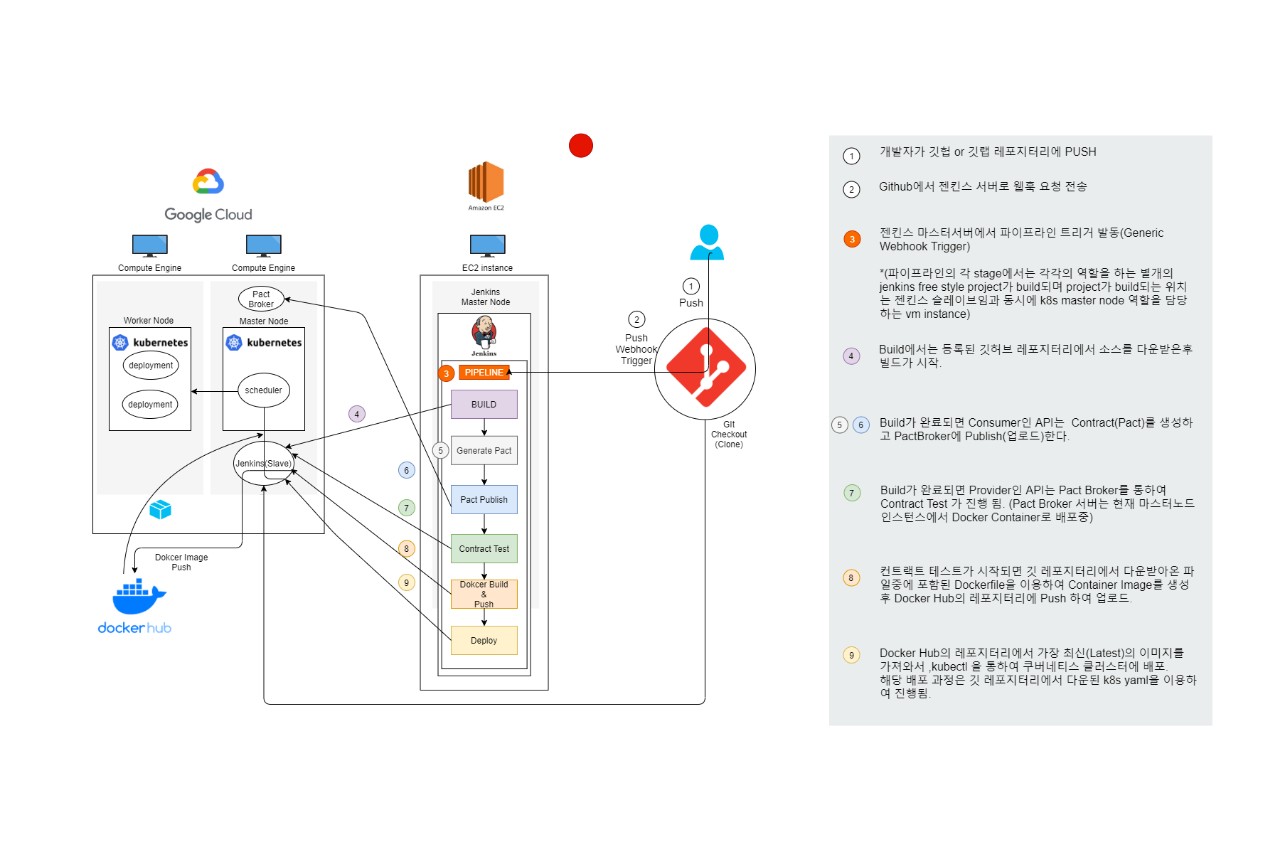 Google Cloud
Compute Engine
Compute Engine
Worker Node
kubernetes
deployment
deployment
Pact
Broker
Master Node
kubernetes
scheduler
Jenkins(Slave)
Dokcer Image
Push
dockerhub
Amazon EC2
EC2 instance
Jenkins
Master Node
Jenkins
3
PIPELINE
BUILD
5
Generate Pact
Pact Publish
Contract Test
Dokcer Build
&
Push
Deploy
4
6
7
8
9
1
Push
2
Push
Webhook
Trigger
GIt
Checkout
(Clone)
1
개발자가 깃헙 or 깃랩 레포지터리에 PUSH
2
Github에서 젠킨스 서버로 웹훅 요청 전송
3
젠킨스 마스터서버에서 파이프라인 트리거 발동(Generic
Webhook Trigger)
*(파이프라인의 각 stage에서는 각각의 역할을 하는 별개의
jenkins free style project가 build되며 project가 build되는 위치
는 젠킨스 슬레이브임과 동시에 k8s master node 역할을 담당
하는 vm instance)
4
Build에서는 등록된 깃허브 레포지터리에서 소스를 다운받은후
빌드가 시작.
5 6
Build가 완료되면 Consumer인 API는 Contract(Pact)를 생성하
고 PactBroker에 Publish(업로드)한다.
7
Build가 완료되면 Provider인 API는 Pact Broker를 통하여
Contract Test 가 진행 됨. (Pact Broker 서버는 현재 마스터노드
인스턴스에서 Docker Container로 배포중)
8
컨트랙트 테스트가 시작되면 깃 레포지터리에서 다운받아온 파
일중에 포함된 Dockerfile을 이용하여 Container Image를 생성
후 Docker Hub의 레포지터리에 Push 하여 업로드.
9
Docker Hub의 레포지터리에서 가장 최신(Latest)의 이미지를
가져와서 ,kubectl 을 통하여 쿠버네티스 클러스터에 배포.
해당 배포 과정은 깃 레포지터리에서 다운된 k8s yaml을 이용하
여 진행됨.